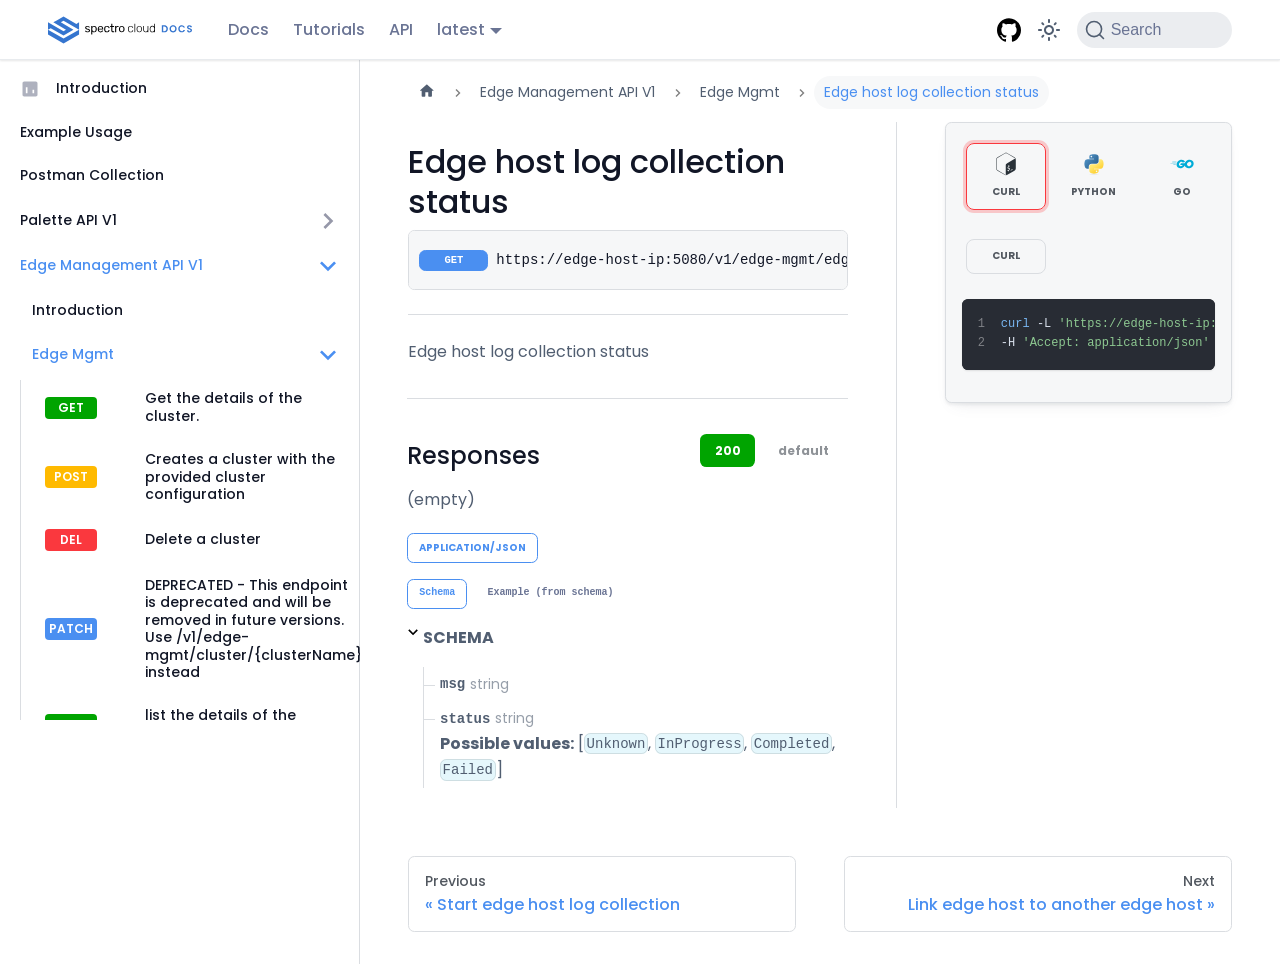 spectro cloud DOCS
Docs
Tutorials
API
latest
Search
Introduction
Example Usage
Postman Collection
Palette API V1
Edge Management API V1
Introduction
Edge Mgmt
GET
Get the details of the
cluster.
POST
Creates a cluster with the
provided cluster
configuration
DEL
Delete a cluster
PATCH
DEPRECATED - This endpoint
is deprecated and will be
removed in future versions.
Use /v1/edge-
mgmt/cluster/{clusterName}
instead
list the details of the
Edge Management API V1
Edge Mgmt
Edge host log collection status
Edge host log collection
status
GET
https://edge-host-ip:5080/v1/edge-mgmt/edg
Edge host log collection status
Responses
200
default
(empty)
APPLICATION/JSON
Schema
Example (from schema)
SCHEMA
msg string
status string
Possible values: [Unknown, InProgress, Completed,
Failed]
CURL
PYTHON
GO
CURL
1 curl -L 'https://edge-host-ip:
2 -H 'Accept: application/json'
Previous
« Start edge host log collection
Next
Link edge host to another edge host »